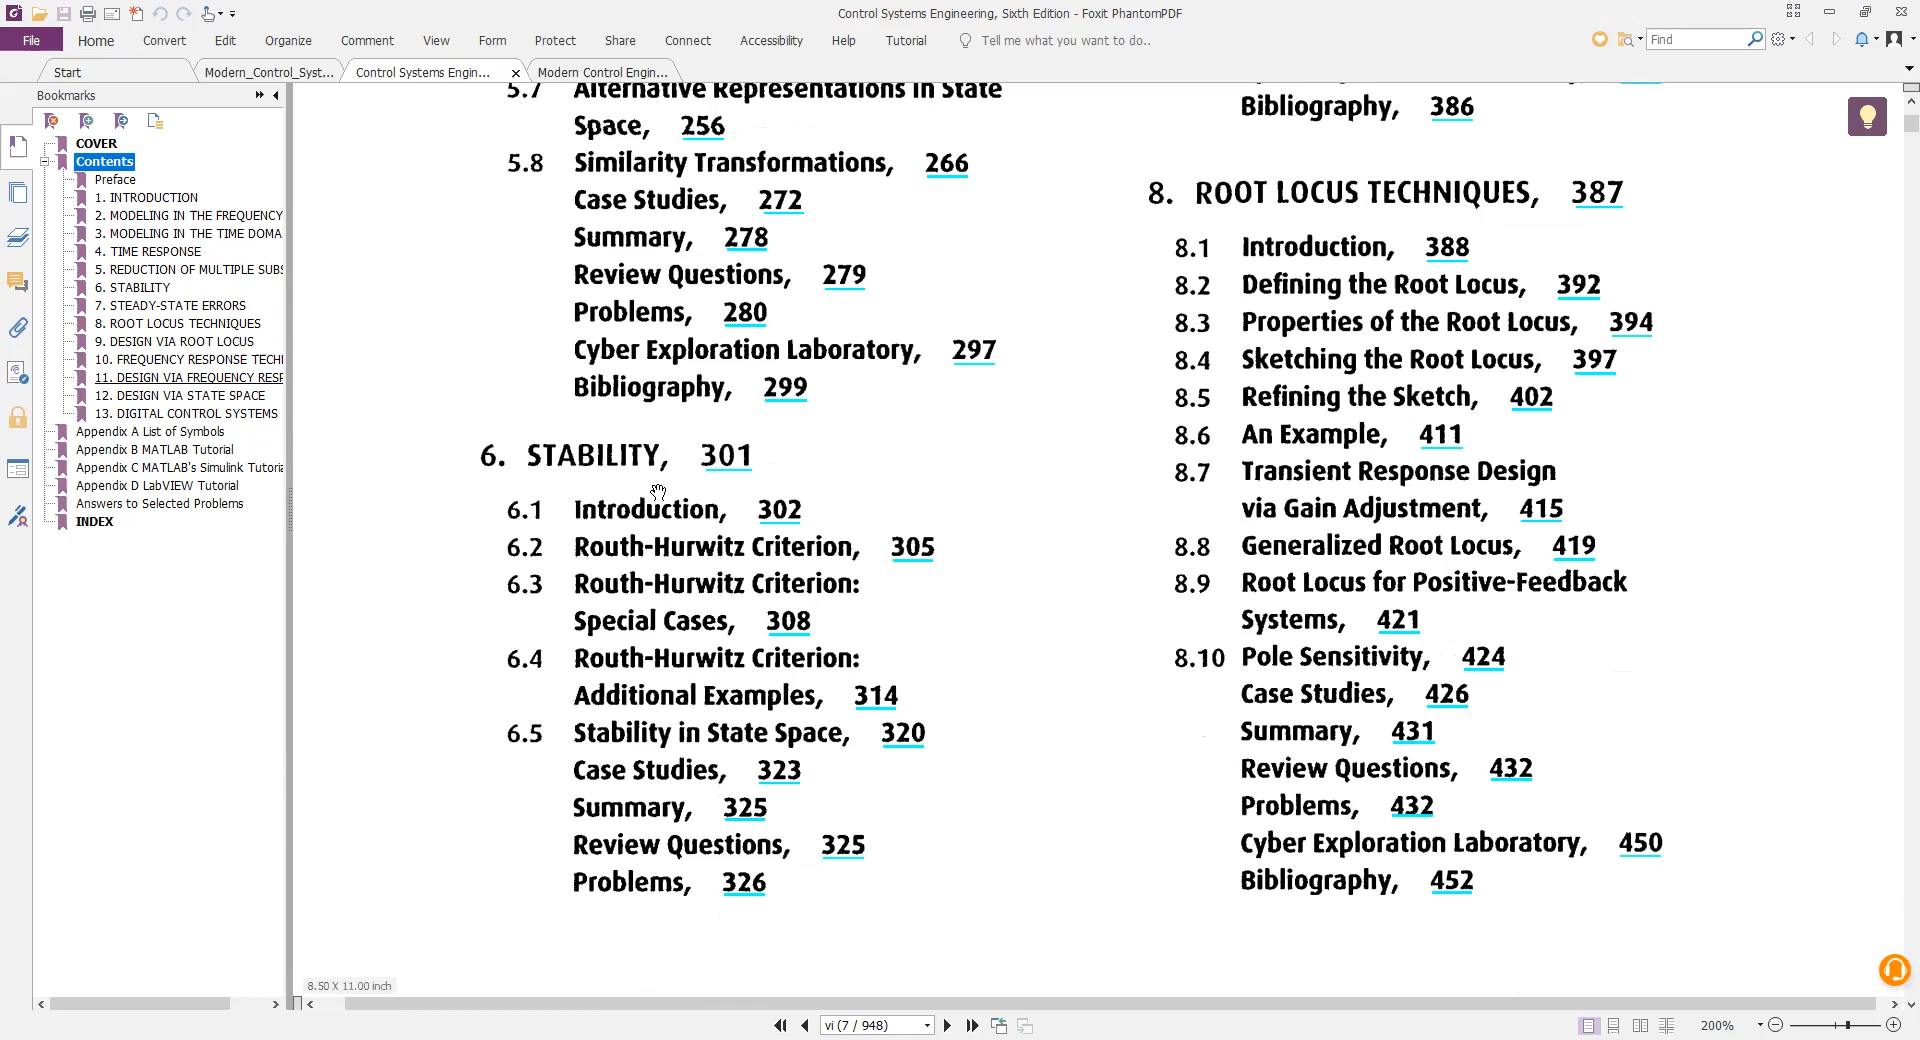 Control Systems Engineering, Sixth Edition - Foxit PhantomPDF
File Home Convert Edit Organize Comment View Form Protect Share Connect Accessibility Help Tutorial Tell me what you want to do.. Find
Start Modern_Control_Syst... Control Systems Engin... Modern Control Engin...
Bookmarks
COVER
Contents
Preface
1. INTRODUCTION
2. MODELING IN THE FREQUENCY
3. MODELING IN THE TIME DOMA
4. TIME RESPONSE
5. REDUCTION OF MULTIPLE SUBS
6. STABILITY
7. STEADY-STATE ERRORS
8. ROOT LOCUS TECHNIQUES
9. DESIGN VIA ROOT LOCUS
10. FREQUENCY RESPONSE TECHI
11. DESIGN VIA FREQUENCY RESF
12. DESIGN VIA STATE SPACE
13. DIGITAL CONTROL SYSTEMS
Appendix A List of Symbols
Appendix B MATLAB Tutorial
Appendix C MATLAB's Simulink Tutoria
Appendix D LabVIEW Tutorial
Answers to Selected Problems
INDEX
5.7 Alternative Representations in State
Space, 256
5.8 Similarity Transformations, 266
Case Studies, 272
Summary, 278
Review Questions, 279
Problems, 280
Cyber Exploration Laboratory, 297
Bibliography, 299
6. STABILITY, 301
6.1 Introduction, 302
6.2 Routh-Hurwitz Criterion, 305
6.3 Routh-Hurwitz Criterion:
Special Cases, 308
6.4 Routh-Hurwitz Criterion:
Additional Examples, 314
6.5 Stability in State Space, 320
Case Studies, 323
Summary, 325
Review Questions, 325
Problems, 326
Bibliography, 386
8. ROOT LOCUS TECHNIQUES, 387
8.1 Introduction, 388
8.2 Defining the Root Locus, 392
8.3 Properties of the Root Locus, 394
8.4 Sketching the Root Locus, 397
8.5 Refining the Sketch, 402
8.6 An Example, 411
8.7 Transient Response Design
via Gain Adjustment, 415
8.8 Generalized Root Locus, 419
8.9 Root Locus for Positive-Feedback
Systems, 421
8.10 Pole Sensitivity, 424
Case Studies, 426
Summary, 431
Review Questions, 432
Problems, 432
Cyber Exploration Laboratory, 450
Bibliography, 452
8.50 X 11.00 inch
vi (7 / 948)
200%